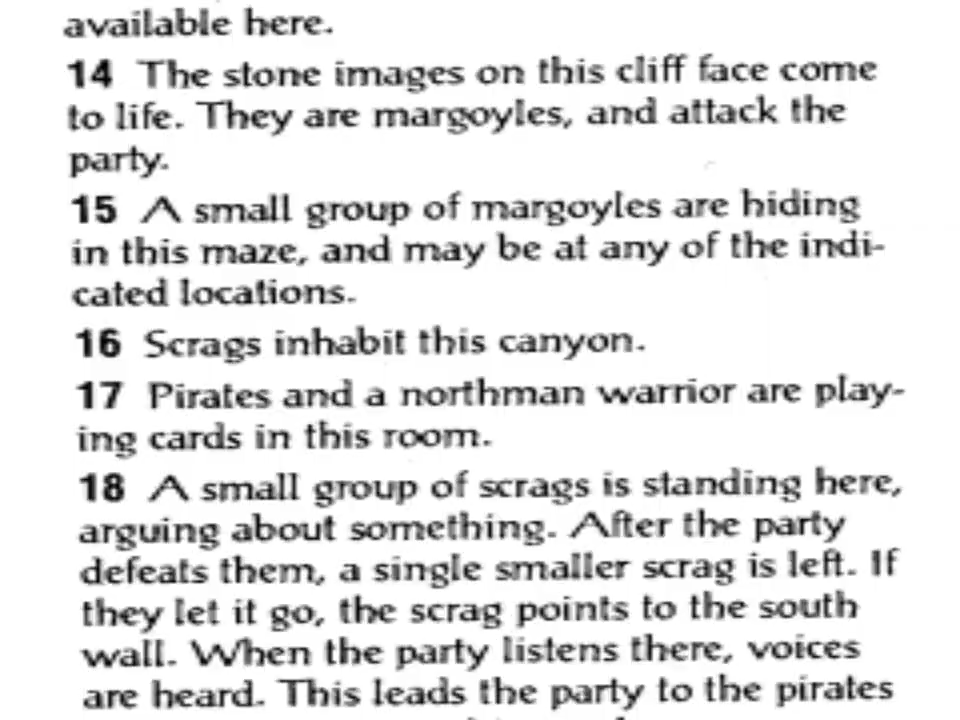 available here.
14 The stone images on this cliff face come
to life. They are margoyles, and attack the
party.
15 A small group of margoyles are hiding
in this maze, and may be at any of the indi-
cated locations.
16 Scrags inhabit this canyon.
17 Pirates and a northman warrior are play-
ing cards in this room.
18 A small group of scrags is standing here,
arguing about something. After the party
defeats them, a single smaller scrag is left. If
they let it go, the scrag points to the south
wall. When the party listens there, voices
are heard. This leads the party to the pirates